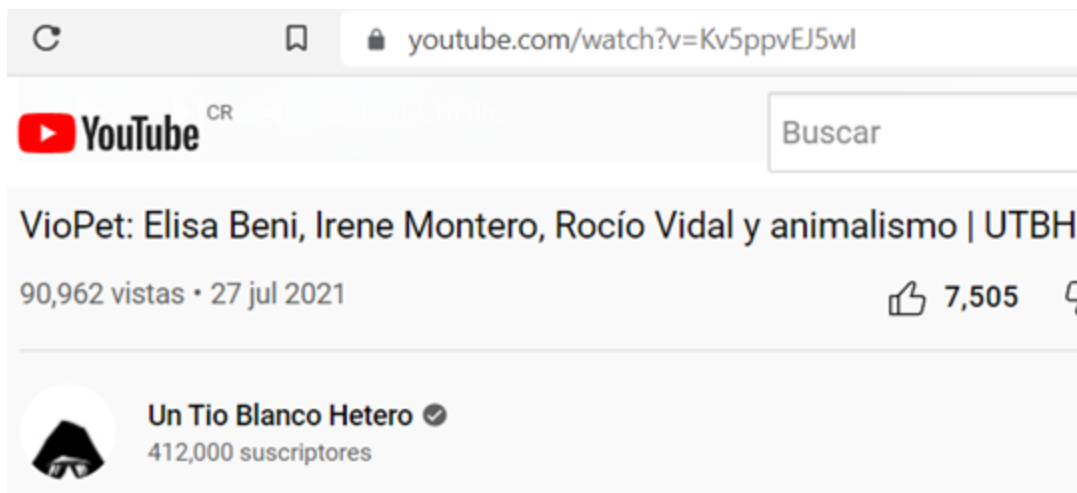 youtube.com/watch?v=Kv5ppvEJ5wI
YouTube CR
Buscar
VioPet: Elisa Beni, Irene Montero, Rocío Vidal y animalismo | UTBH
90,962 vistas • 27 jul 2021
7,505
Un Tio Blanco Hetero
412,000 suscriptores